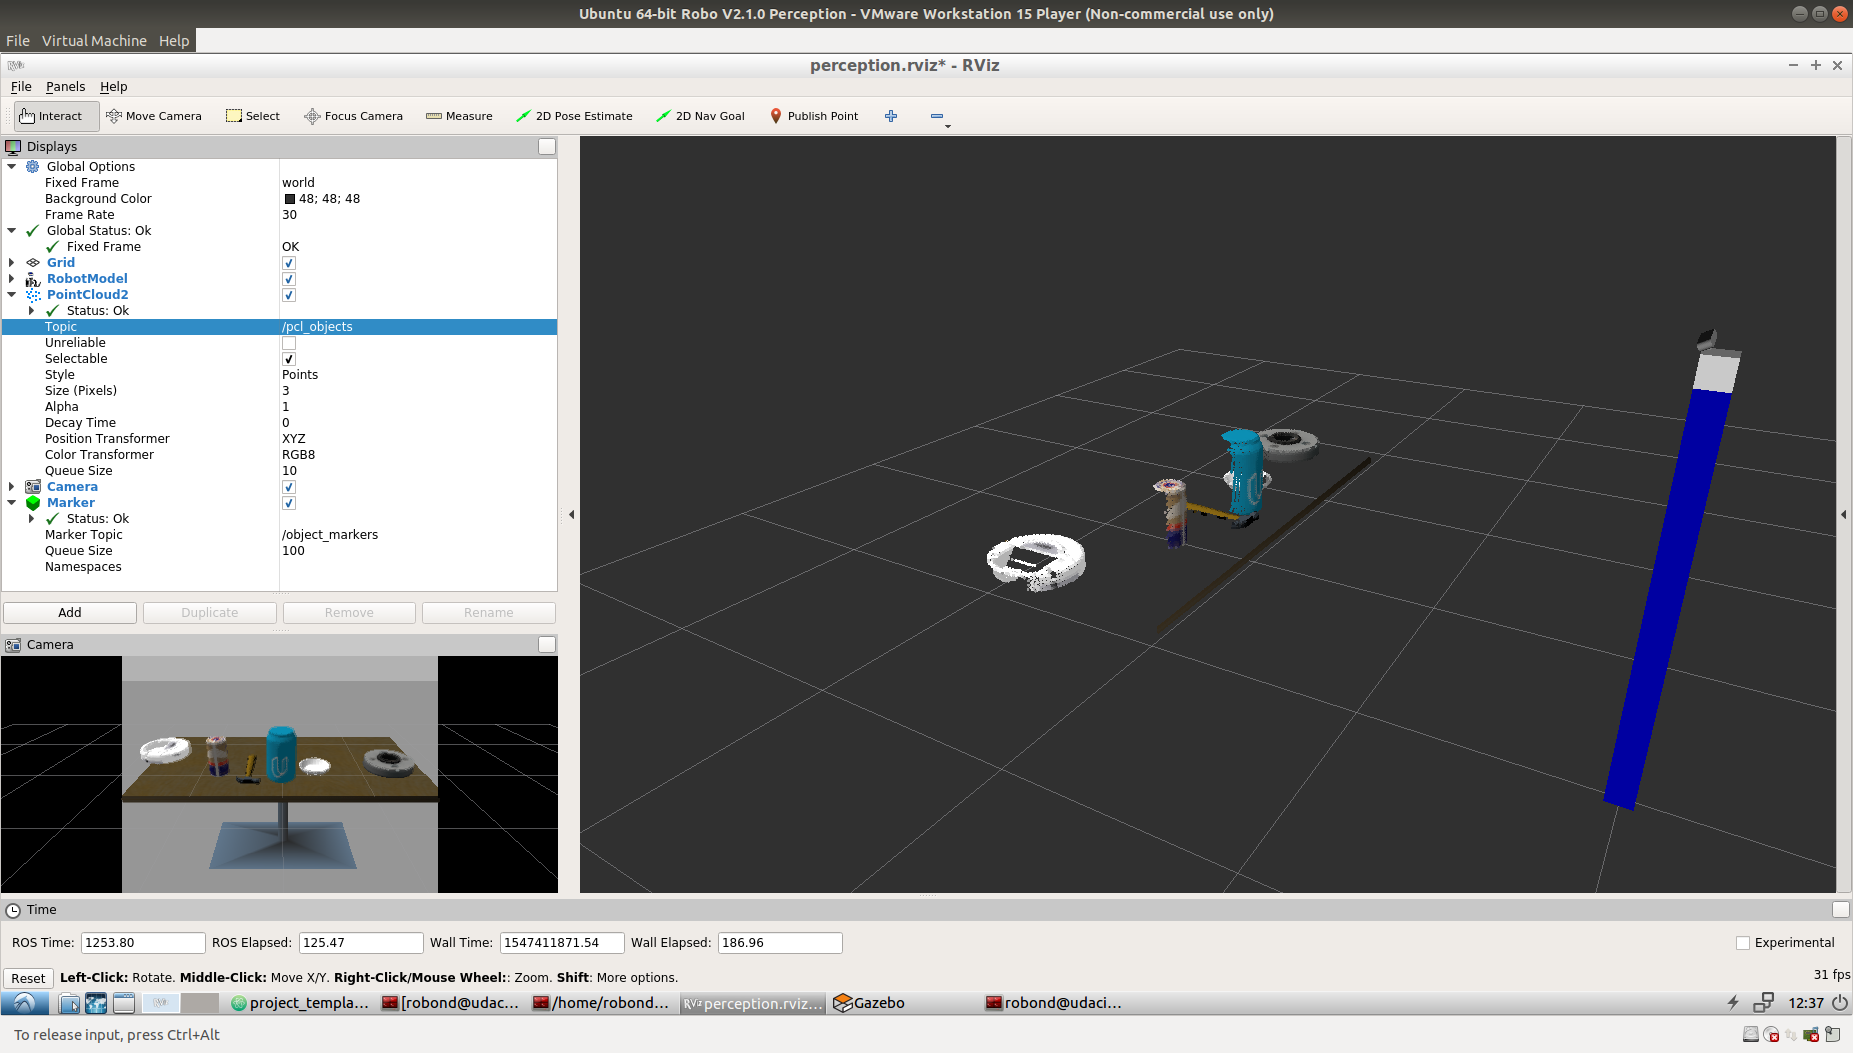 Ubuntu 64-bit Robo V2.1.0 Perception - VMware Workstation 15 Player (Non-commercial use only)
File Virtual Machine Help
RViz perception.rviz* - RViz
File Panels Help
Interact Move Camera Select Focus Camera Measure 2D Pose Estimate 2D Nav Goal Publish Point
Displays
Global Options
Fixed Frame world
Background Color 48; 48; 48
Frame Rate 30
Global Status: Ok
Fixed Frame OK
Grid
RobotModel
PointCloud2
Status: Ok
Topic /pcl_objects
Unreliable
Selectable
Style Points
Size (Pixels) 3
Alpha 1
Decay Time 0
Position Transformer XYZ
Color Transformer RGB8
Queue Size 10
Camera
Marker
Status: Ok
Marker Topic /object_markers
Queue Size 100
Namespaces
Add Duplicate Remove Rename
Camera
Time
ROS Time: 1253.80 ROS Elapsed: 125.47 Wall Time: 1547411871.54 Wall Elapsed: 186.96 Experimental
Reset Left-Click: Rotate. Middle-Click: Move X/Y. Right-Click/Mouse Wheel:: Zoom. Shift: More options. 31 fps
RViz project_templa... [robond@udac... /home/robond... RViz perception.rviz... Gazebo robond@udaci... 12:37
To release input, press Ctrl+Alt